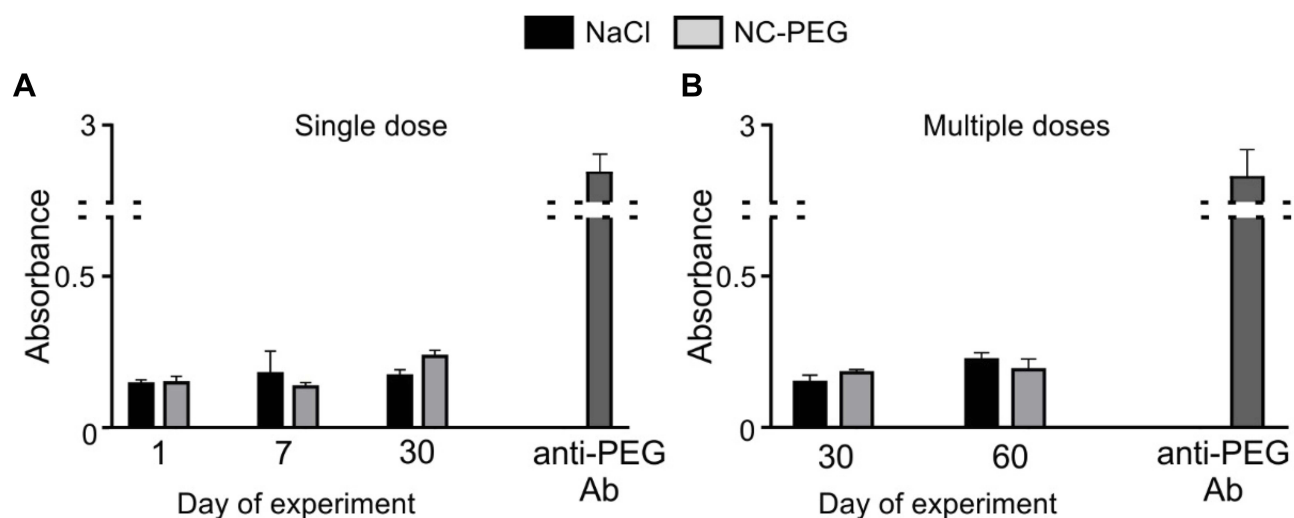 NaCl NC-PEG
A
Single dose
3
Absorbance
0.5
0
1 7 30 anti-PEG
Ab
Day of experiment
B
Multiple doses
3
Absorbance
0.5
0
30 60 anti-PEG
Ab
Day of experiment